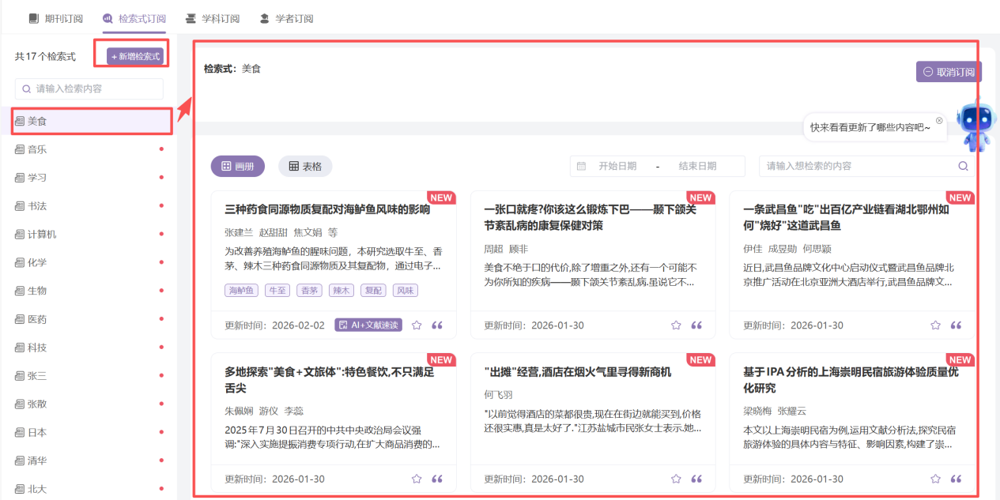 期刊订阅 检索式订阅 学科订阅 学者订阅
共17个检索式
+ 新增检索式
请输入检索内容
美食
音乐
学习
书法
计算机
化学
生物
医药
科技
张三
张散
日本
清华
北大
检索式：美食
取消订阅
快来看看更新了哪些内容吧~
画册 表格
开始日期 - 结束日期
请输入想检索的内容
NEW
三种药食同源物质复配对海鲈鱼风味的影响
张建兰 赵甜甜 焦文娟 等
为改善养殖海鲈鱼的腥味问题，本研究选取牛至、香
茅、辣木三种药食同源物质及其复配物，通过电子...
海鲈鱼 牛至 香茅 辣木 复配 风味
更新时间：2026-02-02 AI+文献速读
NEW
一张口就疼?你该这么锻炼下巴——颞下颌关
节紊乱病的康复保健对策
周超 顾非
美食不绝于口的代价,除了增重之外,还有一个可能不
为你所知的疾病——颞下颌关节紊乱病.虽说它不...
更新时间：2026-01-30
NEW
一条武昌鱼"吃"出百亿产业链看湖北鄂州如
何"烧好"这道武昌鱼
伊佳 成昱勋 何思颖
近日,武昌鱼品牌文化中心启动仪式暨武昌鱼品牌北
京推广活动在北京亚洲大酒店举行,武昌鱼品牌文...
更新时间：2026-01-30
NEW
多地探索"美食+文旅体":特色餐饮,不只满足
舌尖
朱佩娴 游仪 李蕊
2025年7月30日召开的中共中央政治局会议强
调:"深入实施提振消费专项行动,在扩大商品消费的...
更新时间：2026-01-30
NEW
"出摊"经营,酒店在烟火气里寻得新商机
何飞羽
"以前觉得酒店的菜都很贵,现在在街边就能买到,价格
还很实惠,真是太好了."江苏盐城市民张女士表示.她...
更新时间：2026-01-30
NEW
基于IPA分析的上海崇明民宿旅游体验质量优
化研究
梁晓梅 张耀云
本文以上海崇明民宿为例,运用文献分析法,探究民宿
旅游体验的具体内容与特征、影响因素,构建了崇...
更新时间：2026-01-30